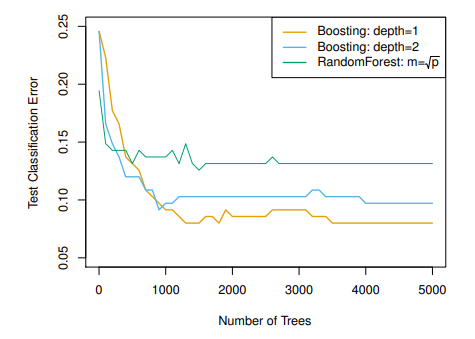 Boosting: depth=1
Boosting: depth=2
RandomForest: m=√p
Test Classification Error
0.25
0.20
0.15
0.10
0.05
0 1000 2000 3000 4000 5000
Number of Trees